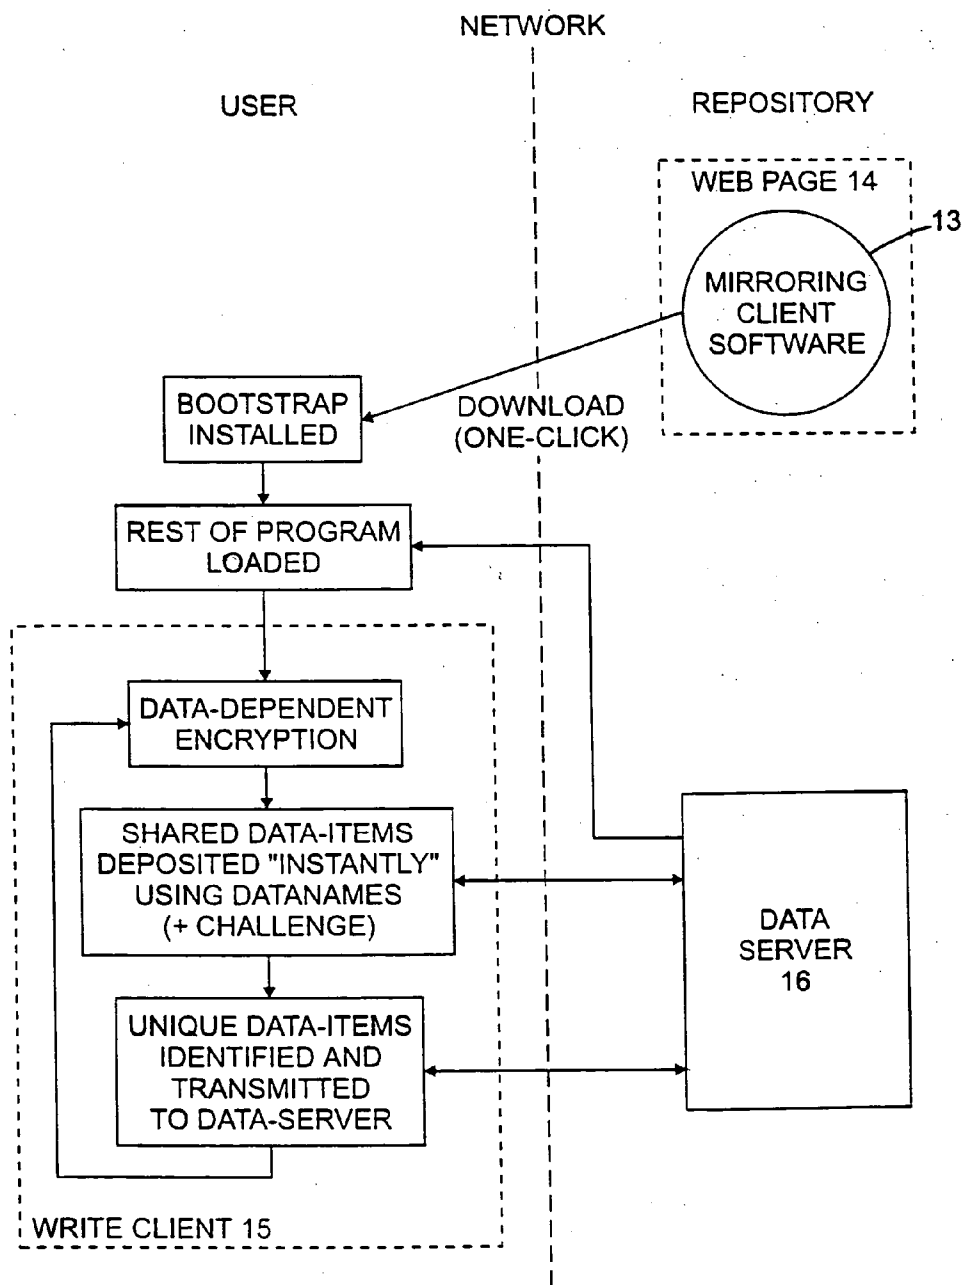 NETWORK
USER
REPOSITORY
WEB PAGE 14
13
MIRRORING
CLIENT
SOFTWARE
BOOTSTRAP
INSTALLED
DOWNLOAD
(ONE-CLICK)
REST OF PROGRAM
LOADED
DATA-DEPENDENT
ENCRYPTION
SHARED DATA-ITEMS
DEPOSITED "INSTANTLY"
USING DATANAMES
(+ CHALLENGE)
DATA
SERVER
16
UNIQUE DATA-ITEMS
IDENTIFIED AND
TRANSMITTED
TO DATA-SERVER
WRITE CLIENT 15